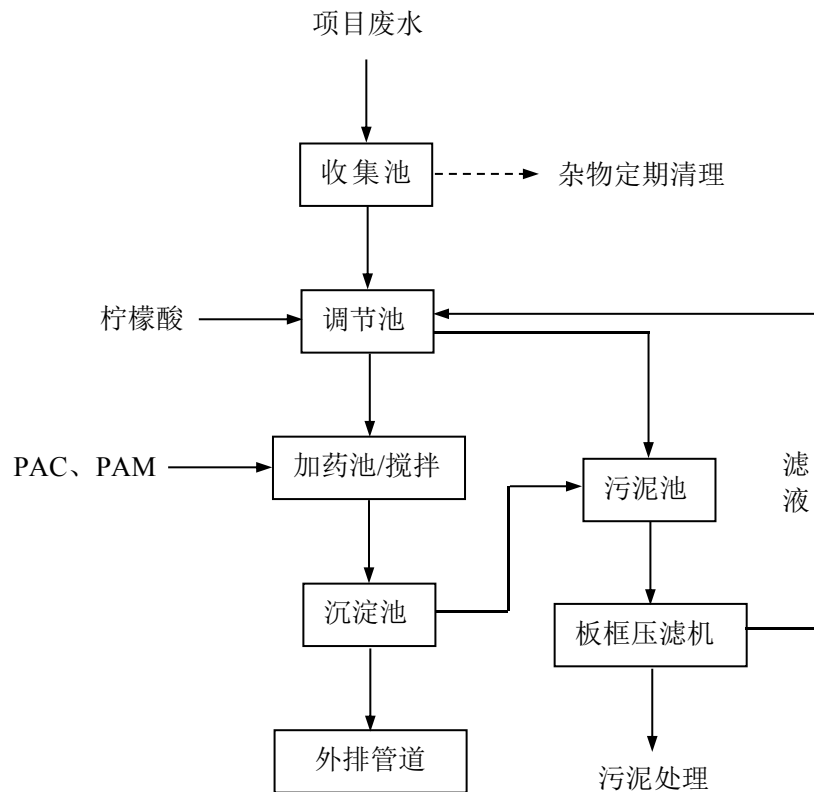 项目废水
收集池
杂物定期清理
柠檬酸
调节池
PAC、PAM
加药池/搅拌
污泥池
滤
液
沉淀池
板框压滤机
外排管道
污泥处理